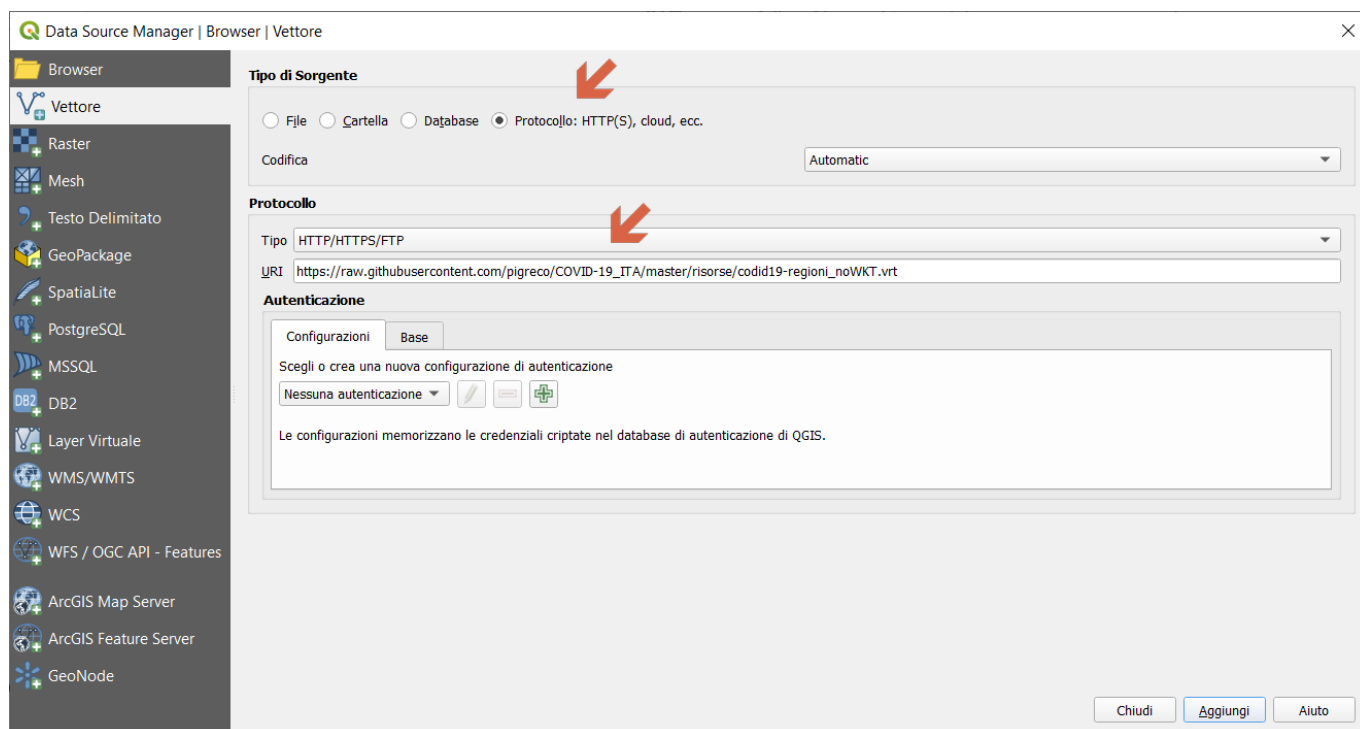 Data Source Manager | Browser | Vettore
Browser
Vettore
Raster
Mesh
Testo Delimitato
GeoPackage
SpatiaLite
PostgreSQL
MSSQL
DB2 DB2
Layer Virtuale
WMS/WMTS
WCS
WFS / OGC API - Features
ArcGIS Map Server
ArcGIS Feature Server
GeoNode
Tipo di Sorgente
File Cartella Database Protocollo: HTTP(S), cloud, ecc.
Codifica Automatic
Protocollo
Tipo HTTP/HTTPS/FTP
URI https://raw.githubusercontent.com/pigreco/COVID-19_ITA/master/risorse/codid19-regioni_noWKT.vrt
Autenticazione
Configurazioni Base
Scegli o crea una nuova configurazione di autenticazione
Nessuna autenticazione
Le configurazioni memorizzano le credenziali criptate nel database di autenticazione di QGIS.
Chiudi Aggiungi Aiuto